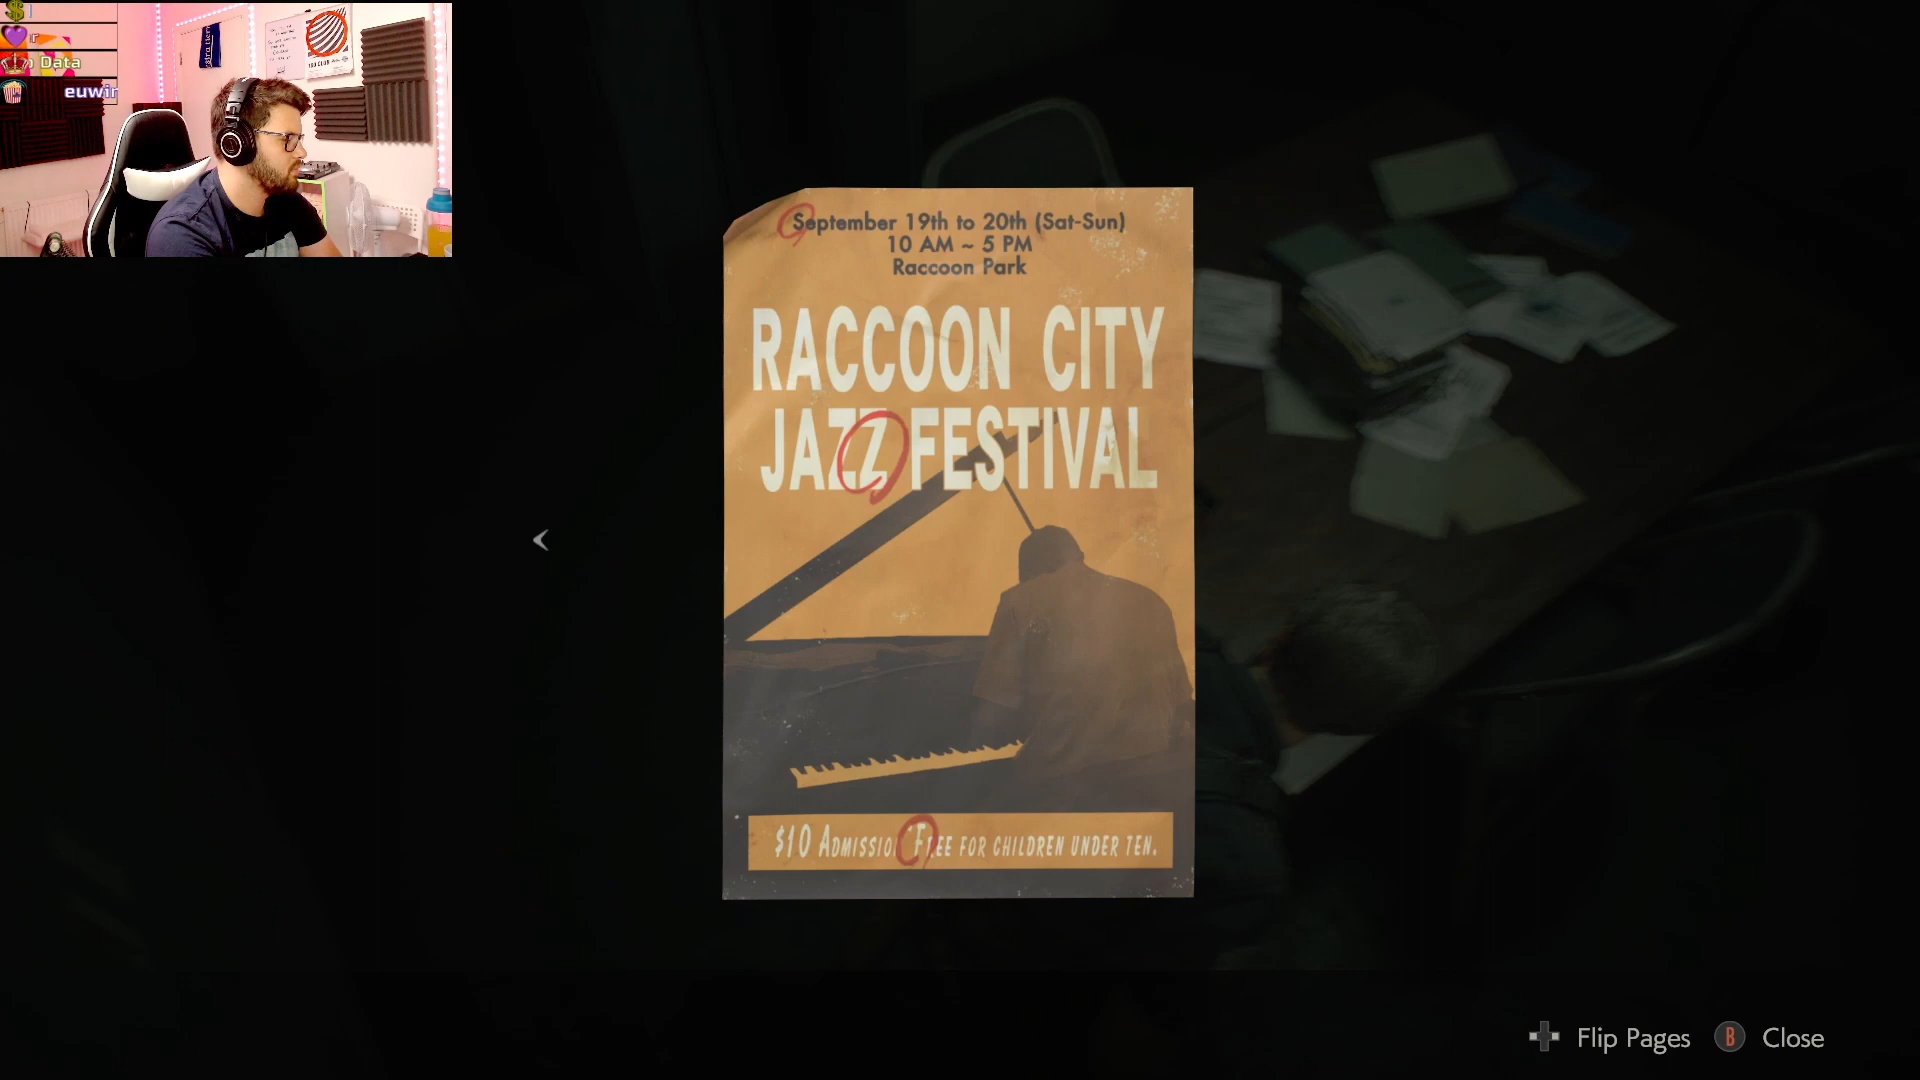 Data
euwir
September 19th to 20th (Sat-Sun)
10 AM ~ 5 PM
Raccoon Park
RACCOON CITY
JAZZ FESTIVAL
$10 Admission Free for children under ten.
Flip Pages B Close